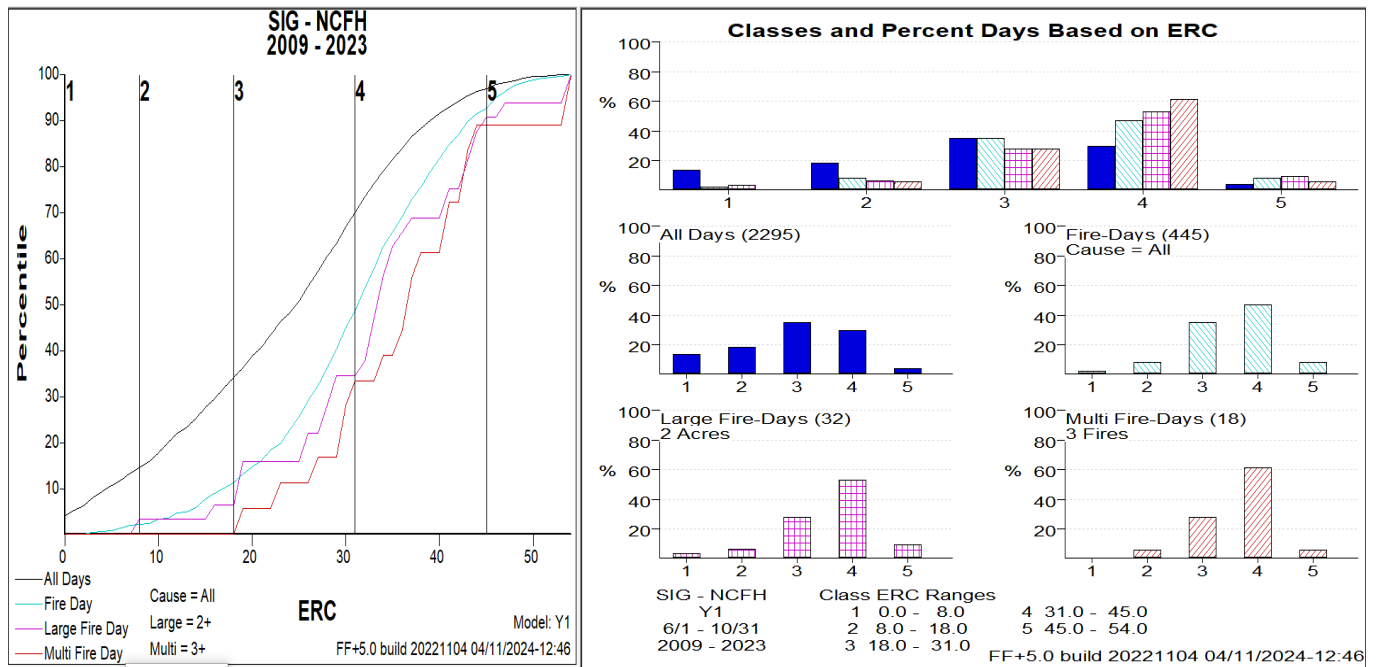 SIG - NCFH
2009 - 2023
100
90
80
70
60
50
40
30
20
10
Percentile
1 2 3 4 5
0 10 20 30 40 50
ERC
All Days
Fire Day
Large Fire Day
Multi Fire Day
Cause = All
Large = 2+
Multi = 3+
Model: Y1
FF+5.0 build 20221104 04/11/2024-12:46
Classes and Percent Days Based on ERC
100
80
% 60
40
20
1 2 3 4 5
All Days (2295)
100
80
% 60
40
20
1 2 3 4 5
Fire-Days (445)
Cause = All
100
80
% 60
40
20
1 2 3 4 5
Large Fire-Days (32)
2 Acres
100
80
% 60
40
20
1 2 3 4 5
Multi Fire-Days (18)
3 Fires
100
80
% 60
40
20
1 2 3 4 5
SIG - NCFH
Y1
6/1 - 10/31
2009 - 2023
Class ERC Ranges
1 0.0 - 8.0
2 8.0 - 18.0
3 18.0 - 31.0
4 31.0 - 45.0
5 45.0 - 54.0
FF+5.0 build 20221104 04/11/2024-12:46